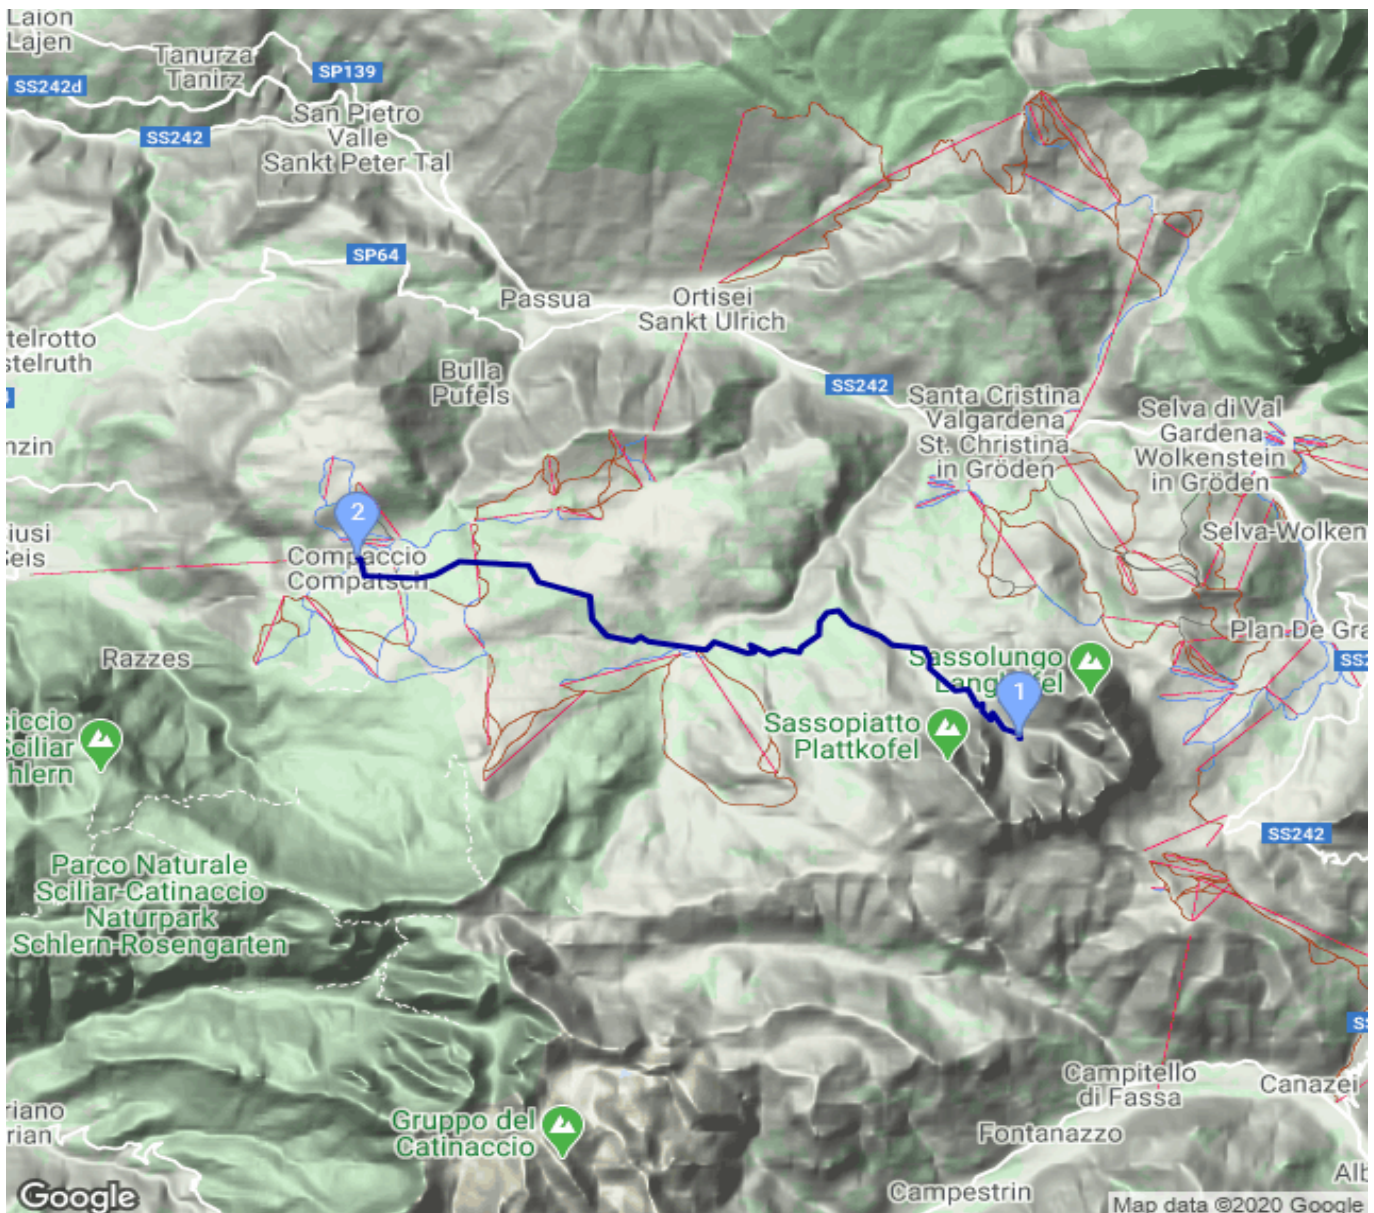 Laion
Lajen
Tanurza
Tanirz
SP139
SS242d
San Pietro
Valle
Sankt Peter Tal
SS242
SP64
Passua
Ortisei
Sankt Ulrich
telrotto
stelruth
Bulla
Pufels
SS242
Santa Cristina
Valgardena
St. Christina
in Gröden
Selva di Val
Gardena
Wolkenstein
in Gröden
nzin
2
iusi
Seis
Compaccio
Compatsch
Selva-Wolken
Razzes
Plan De Gra
Sassolungo
Langkofel
1
Sassopiatto
Plattkofel
siccio
Sciliar
chlern
SS242
Parco Naturale
Sciliar-Catinaccio
Naturpark
Schlern-Rosengarten
Campitello
di Fassa
Canazei
riano
rian
Gruppo del
Catinaccio
Fontanazzo
Campestrin
Alb
Google
Map data ©2020 Google